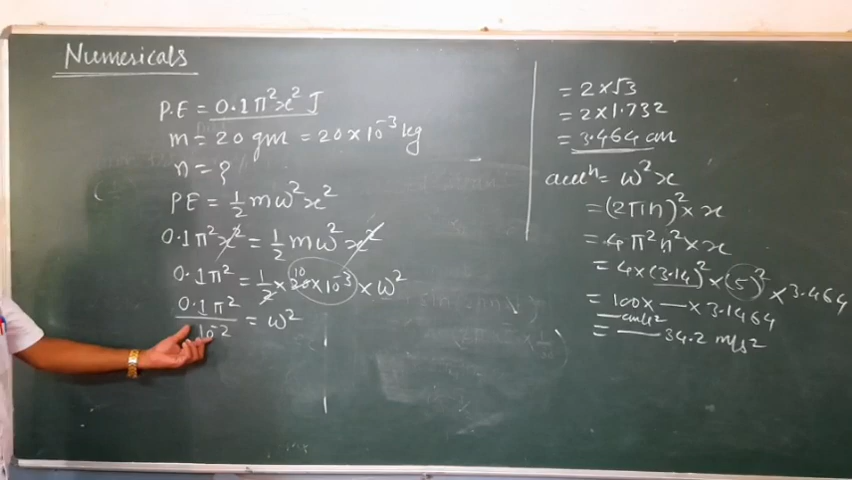 Numericals
P.E = 0.1π²x² J
m = 20 gm = 20 × 10⁻³ kg
n = ?
PE = ½ mω²x²
0.1π²x² = ½ mω²x²
0.1π² = ½ × 20 × 10⁻³ × ω²
10
0.1π² / 10⁻² = ω²
= 2 × √3
= 2 × 1.732
= 3.464 cm
accⁿ = ω²x
= (2πn)² × x
= 4π²n² × x
= 4 × (3.14)² × (5)² × 3.464
= 100 × — × 3.1464
= — cm/s²
= — 34.2 m/s²